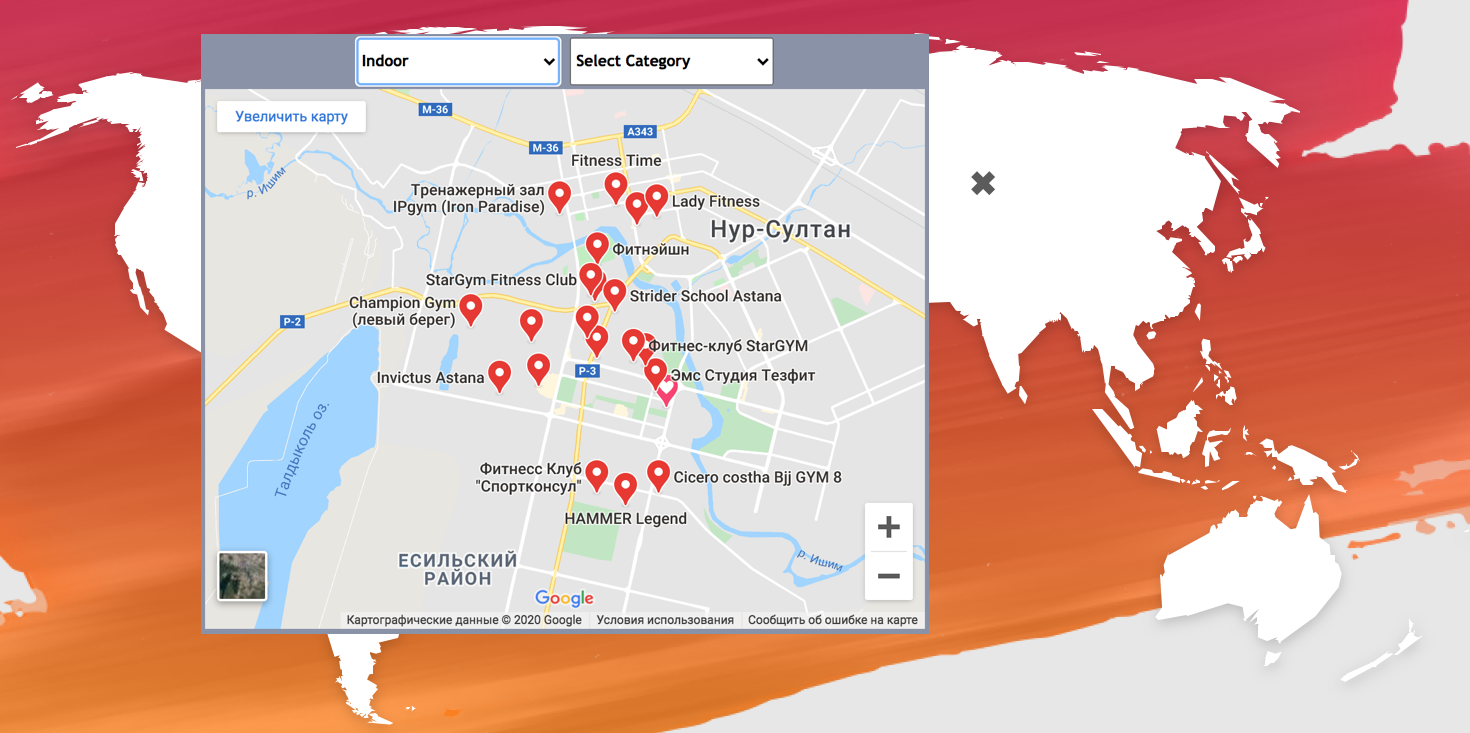 Indoor
Select Category
Увеличить карту
M-36
A343
M-36
Fitness Time
р. Ишим
Тренажерный зал
IPgym (Iron Paradise)
Lady Fitness
Нур-Султан
Фитнэйшн
StarGym Fitness Club
Strider School Astana
Champion Gym
(левый берег)
P-2
Фитнес-клуб StarGYM
P-3
Invictus Astana
Эмс Студия Тезфит
Талдыколь оз.
Фитнесс Клуб
"Спортконсул"
Cicero costha Bjj GYM 8
HAMMER Legend
р. Ишим
ЕСИЛЬСКИЙ
РАЙОН
Google
Картографические данные © 2020 Google
Условия использования
Сообщить об ошибке на карте